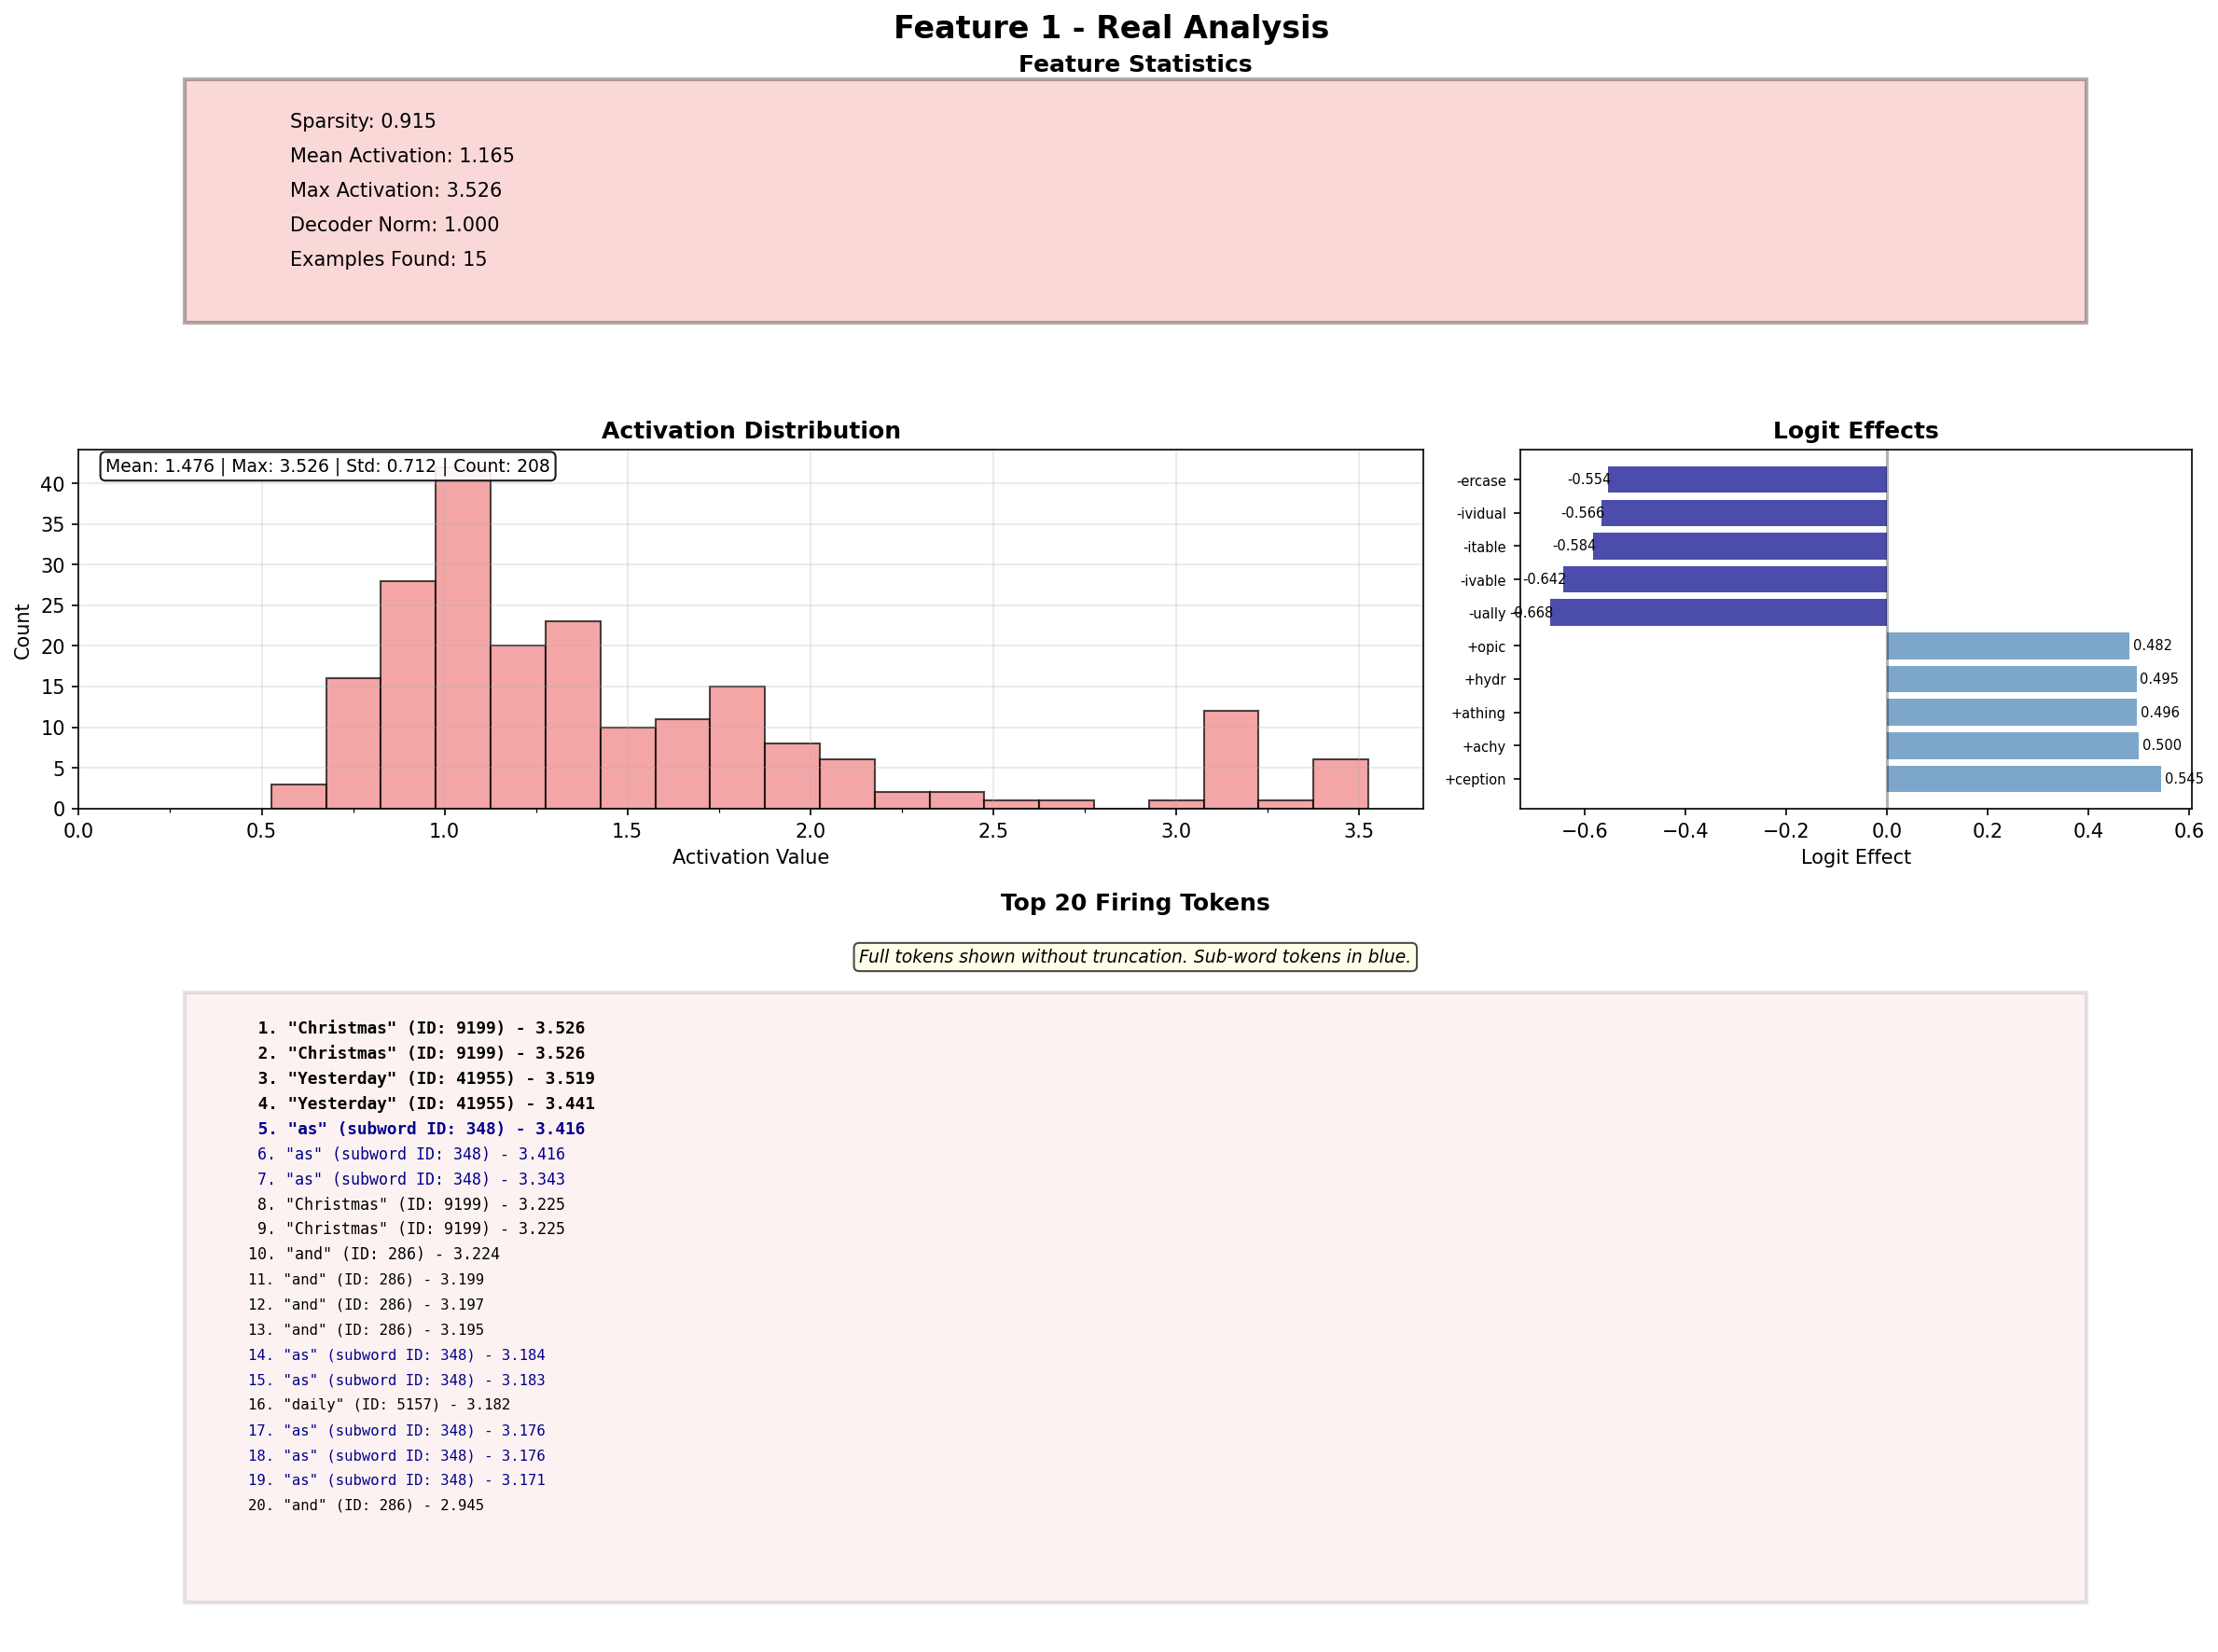 Feature 1 - Real Analysis
Feature Statistics
Sparsity: 0.915
Mean Activation: 1.165
Max Activation: 3.526
Decoder Norm: 1.000
Examples Found: 15
Activation Distribution
Mean: 1.476 | Max: 3.526 | Std: 0.712 | Count: 208
Count
40
35
30
25
20
15
10
5
0
0.0 0.5 1.0 1.5 2.0 2.5 3.0 3.5
Activation Value
Logit Effects
-ercase -0.554
-ividual -0.566
-itable -0.584
-ivable -0.642
-ually -0.668
+opic 0.482
+hydr 0.495
+athing 0.496
+achy 0.500
+ception 0.545
−0.6 −0.4 −0.2 0.0 0.2 0.4 0.6
Logit Effect
Top 20 Firing Tokens
Full tokens shown without truncation. Sub-word tokens in blue.
1. "Christmas" (ID: 9199) - 3.526
2. "Christmas" (ID: 9199) - 3.526
3. "Yesterday" (ID: 41955) - 3.519
4. "Yesterday" (ID: 41955) - 3.441
5. "as" (subword ID: 348) - 3.416
6. "as" (subword ID: 348) - 3.416
7. "as" (subword ID: 348) - 3.343
8. "Christmas" (ID: 9199) - 3.225
9. "Christmas" (ID: 9199) - 3.225
10. "and" (ID: 286) - 3.224
11. "and" (ID: 286) - 3.199
12. "and" (ID: 286) - 3.197
13. "and" (ID: 286) - 3.195
14. "as" (subword ID: 348) - 3.184
15. "as" (subword ID: 348) - 3.183
16. "daily" (ID: 5157) - 3.182
17. "as" (subword ID: 348) - 3.176
18. "as" (subword ID: 348) - 3.176
19. "as" (subword ID: 348) - 3.171
20. "and" (ID: 286) - 2.945